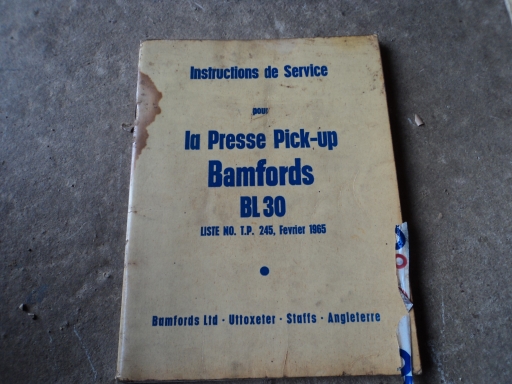 Instructions de Service
pour
la Presse Pick-up
Bamfords
BL 30
LISTE NO. T.P. 245, Fevrier 1965
Bamfords Ltd · Uttoxeter · Staffs · Angleterre